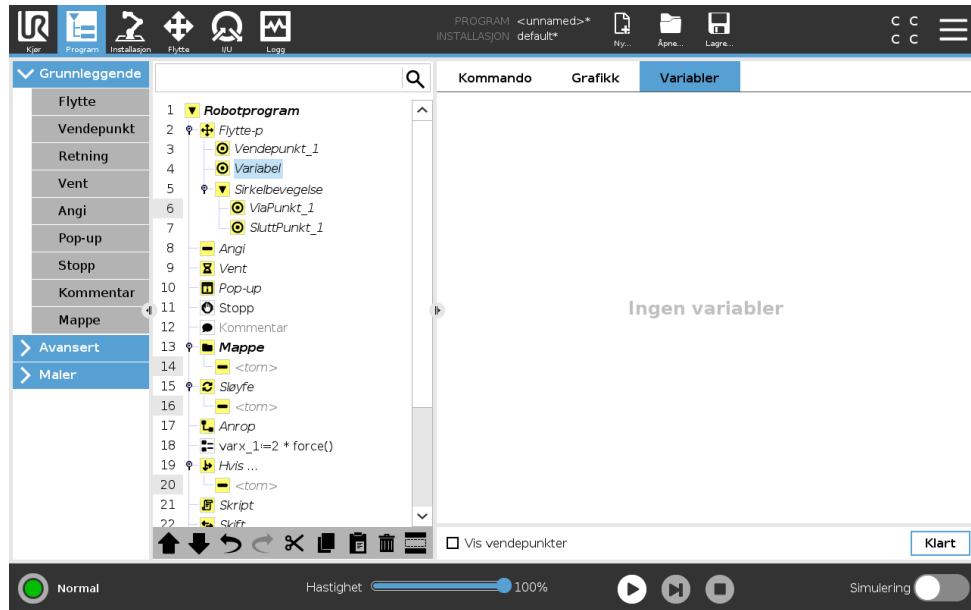 PROGRAM <unnamed>*
INSTALLASJON default*
UR
Kjør
Program
Installasjon
Flytte
I/U
Logg
Ny...
Åpne...
Lagre...
C C
C C
Grunnleggende
Flytte
Vendepunkt
Retning
Vent
Angi
Pop-up
Stopp
Kommentar
Mappe
Avansert
Maler
1 Robotprogram
2 Flytte-p
3 Vendepunkt_1
4 Variabel
5 Sirkelbevegelse
6 ViaPunkt_1
7 SluttPunkt_1
8 Angi
9 Vent
10 Pop-up
11 Stopp
12 Kommentar
13 Mappe
14 <tom>
15 Sløyfe
16 <tom>
17 Anrop
18 varx_1:=2 * force()
19 Hvis ...
20 <tom>
21 Skript
22 Skift
Kommando
Grafikk
Variabler
Ingen variabler
Vis vendepunkter
Klart
Normal
Hastighet
100%
Simulering